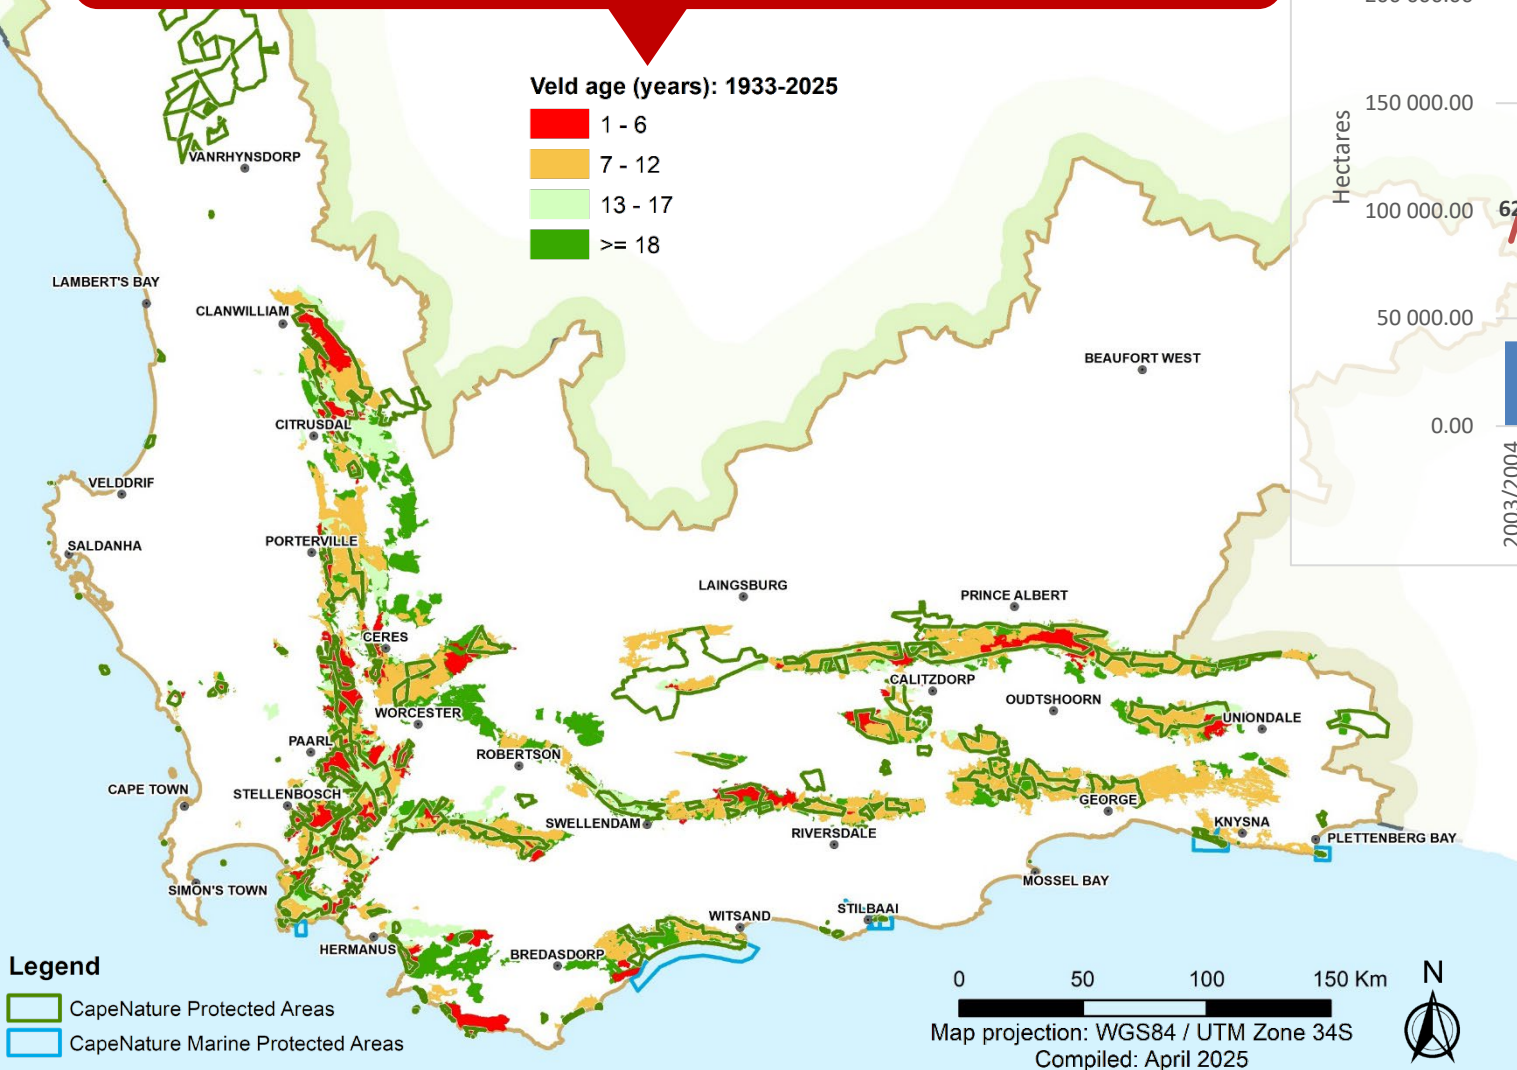 Veld age (years): 1933-2025
1 - 6
7 - 12
13 - 17
>= 18
150 000.00
100 000.00
50 000.00
0.00
Hectares
62
2003/2004
VANRHYNSDORP
LAMBERT'S BAY
CLANWILLIAM
BEAUFORT WEST
CITRUSDAL
VELDDRIF
PORTERVILLE
SALDANHA
LAINGSBURG
PRINCE ALBERT
CERES
CALITZDORP
OUDTSHOORN
WORCESTER
UNIONDALE
PAARL
ROBERTSON
CAPE TOWN
STELLENBOSCH
GEORGE
SWELLENDAM
KNYSNA
RIVERSDALE
PLETTENBERG BAY
MOSSEL BAY
SIMON'S TOWN
STILBAAI
WITSAND
HERMANUS
BREDASDORP
Legend
CapeNature Protected Areas
CapeNature Marine Protected Areas
0 50 100 150 Km
N
Map projection: WGS84 / UTM Zone 34S
Compiled: April 2025